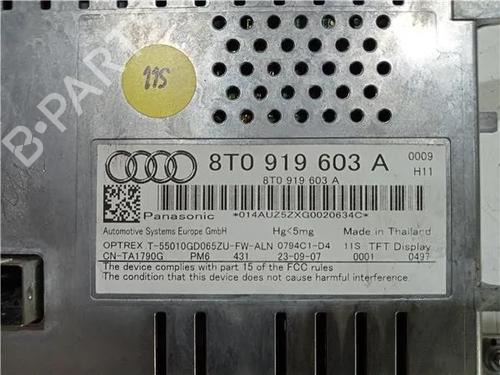 11S
B-PARTS
8T0 919 603 A
0009
8T0 919 603 A
H11
Panasonic
*014AUZ5ZXG0020634C*
Automotive Systems Europe GmbH Hg<5mg Made in Thailand
OPTREX T-55010GD065ZU-FW-ALN 0794C1-D4 11S TFT Display
CN-TA1790G PM6 431 23-09-07 0001 0497
The device complies with part 15 of the FCC rules
The condition that this device does not cause harmful interference.